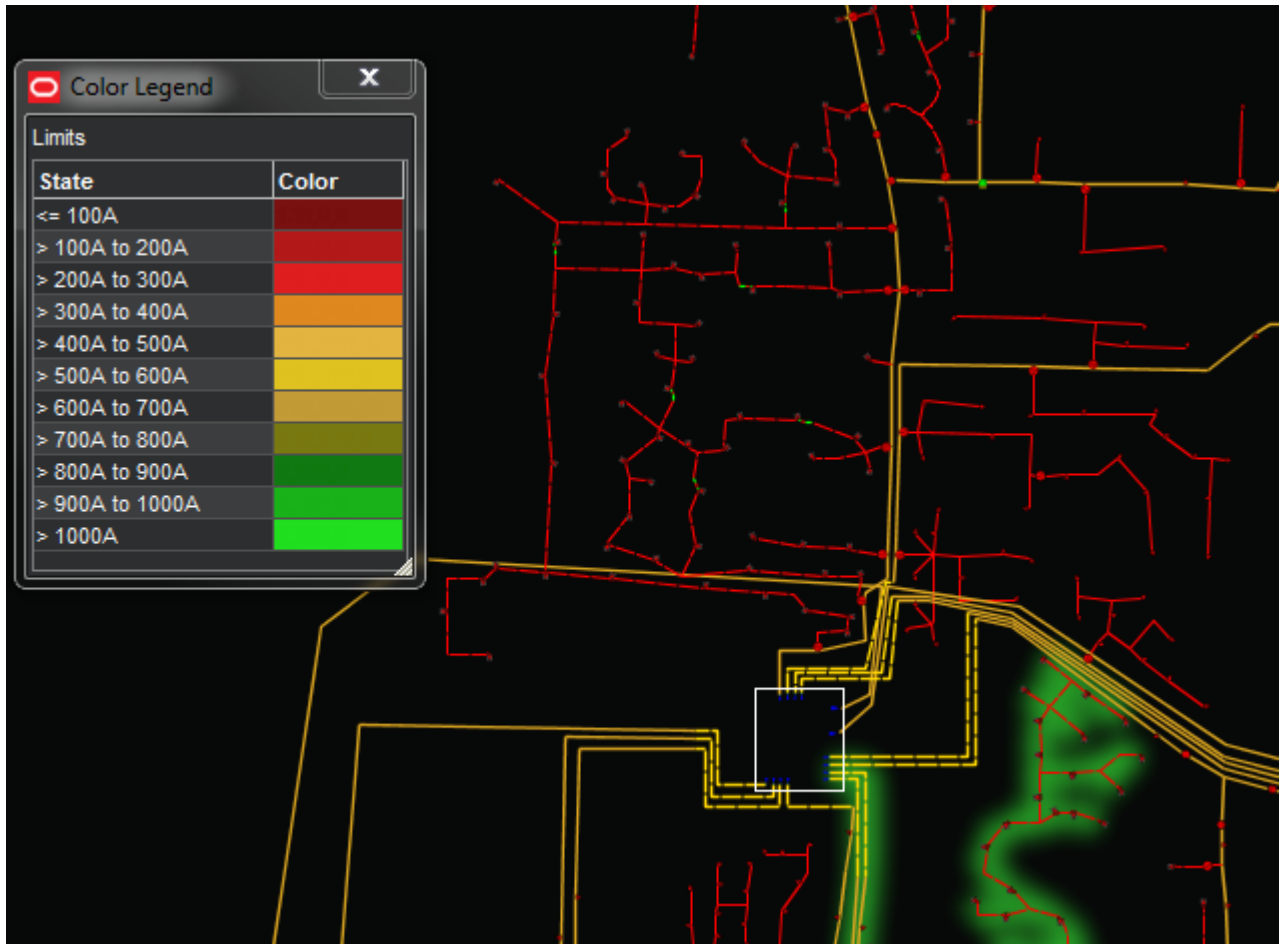 Color Legend
X
Limits
State Color
<= 100A
> 100A to 200A
> 200A to 300A
> 300A to 400A
> 400A to 500A
> 500A to 600A
> 600A to 700A
> 700A to 800A
> 800A to 900A
> 900A to 1000A
> 1000A